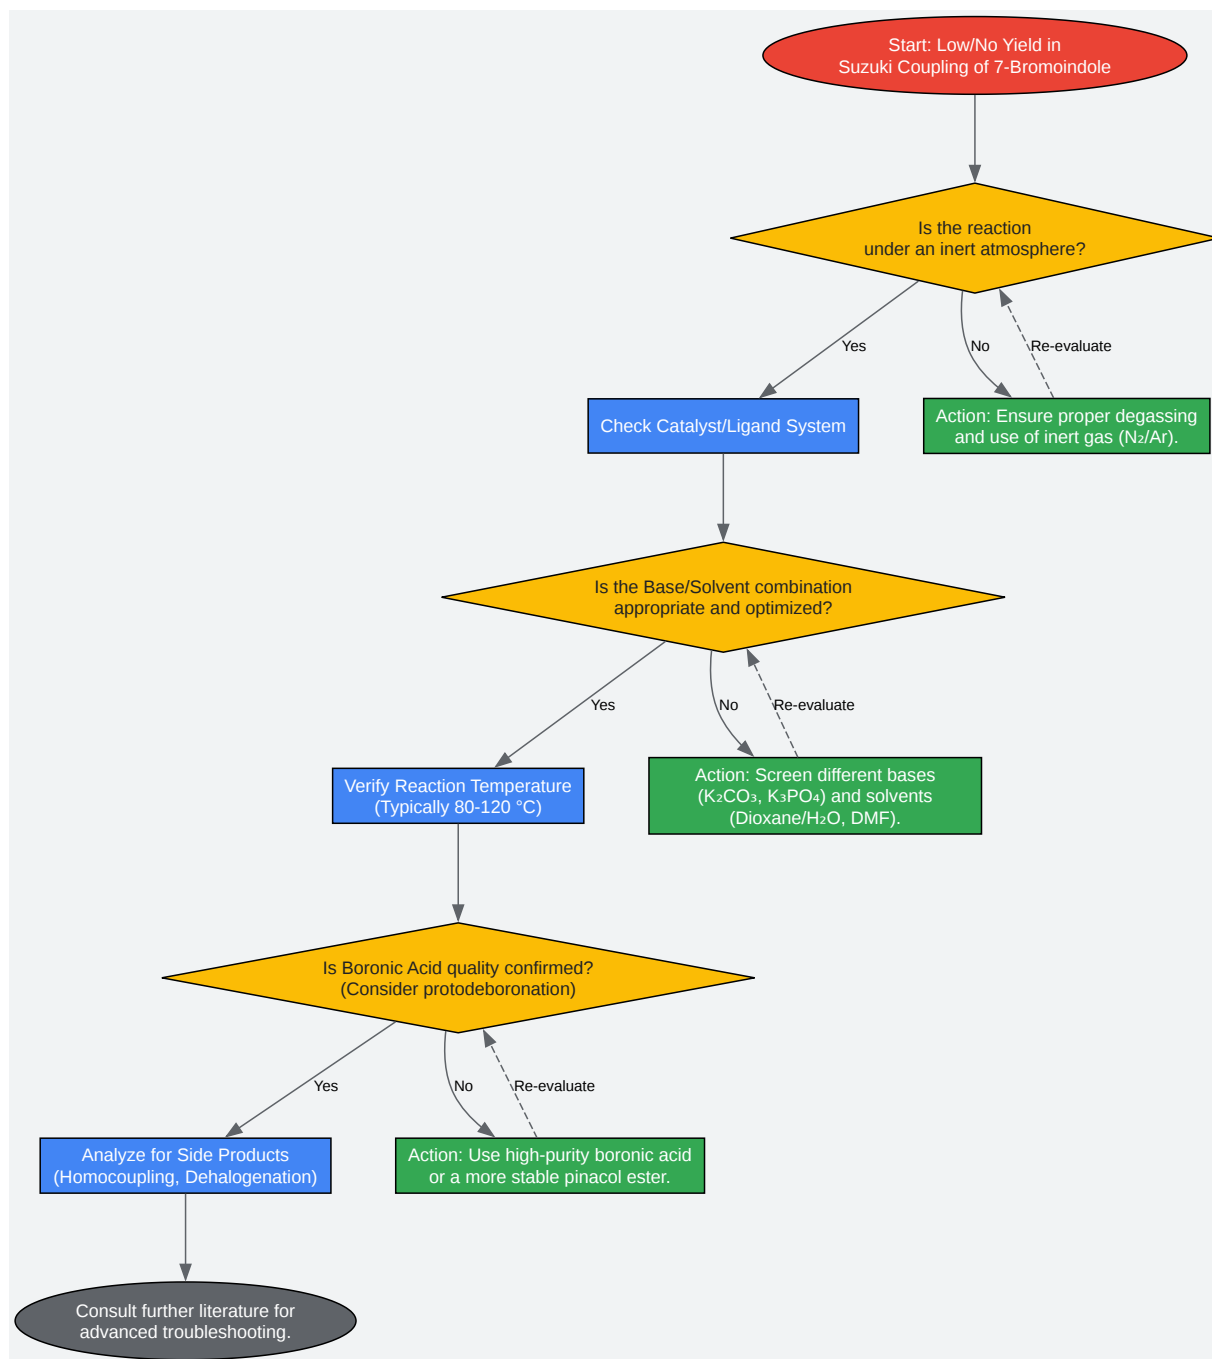 Start: Low/No Yield in
Suzuki Coupling of 7-Bromoindole
Is the reaction
under an inert atmosphere?
Yes
No
Re-evaluate
Check Catalyst/Ligand System
Action: Ensure proper degassing
and use of inert gas (N₂/Ar).
Is the Base/Solvent combination
appropriate and optimized?
Yes
No
Re-evaluate
Verify Reaction Temperature
(Typically 80-120 °C)
Action: Screen different bases
(K₂CO₃, K₃PO₄) and solvents
(Dioxane/H₂O, DMF).
Is Boronic Acid quality confirmed?
(Consider protodeboronation)
Yes
No
Re-evaluate
Analyze for Side Products
(Homocoupling, Dehalogenation)
Action: Use high-purity boronic acid
or a more stable pinacol ester.
Consult further literature for
advanced troubleshooting.